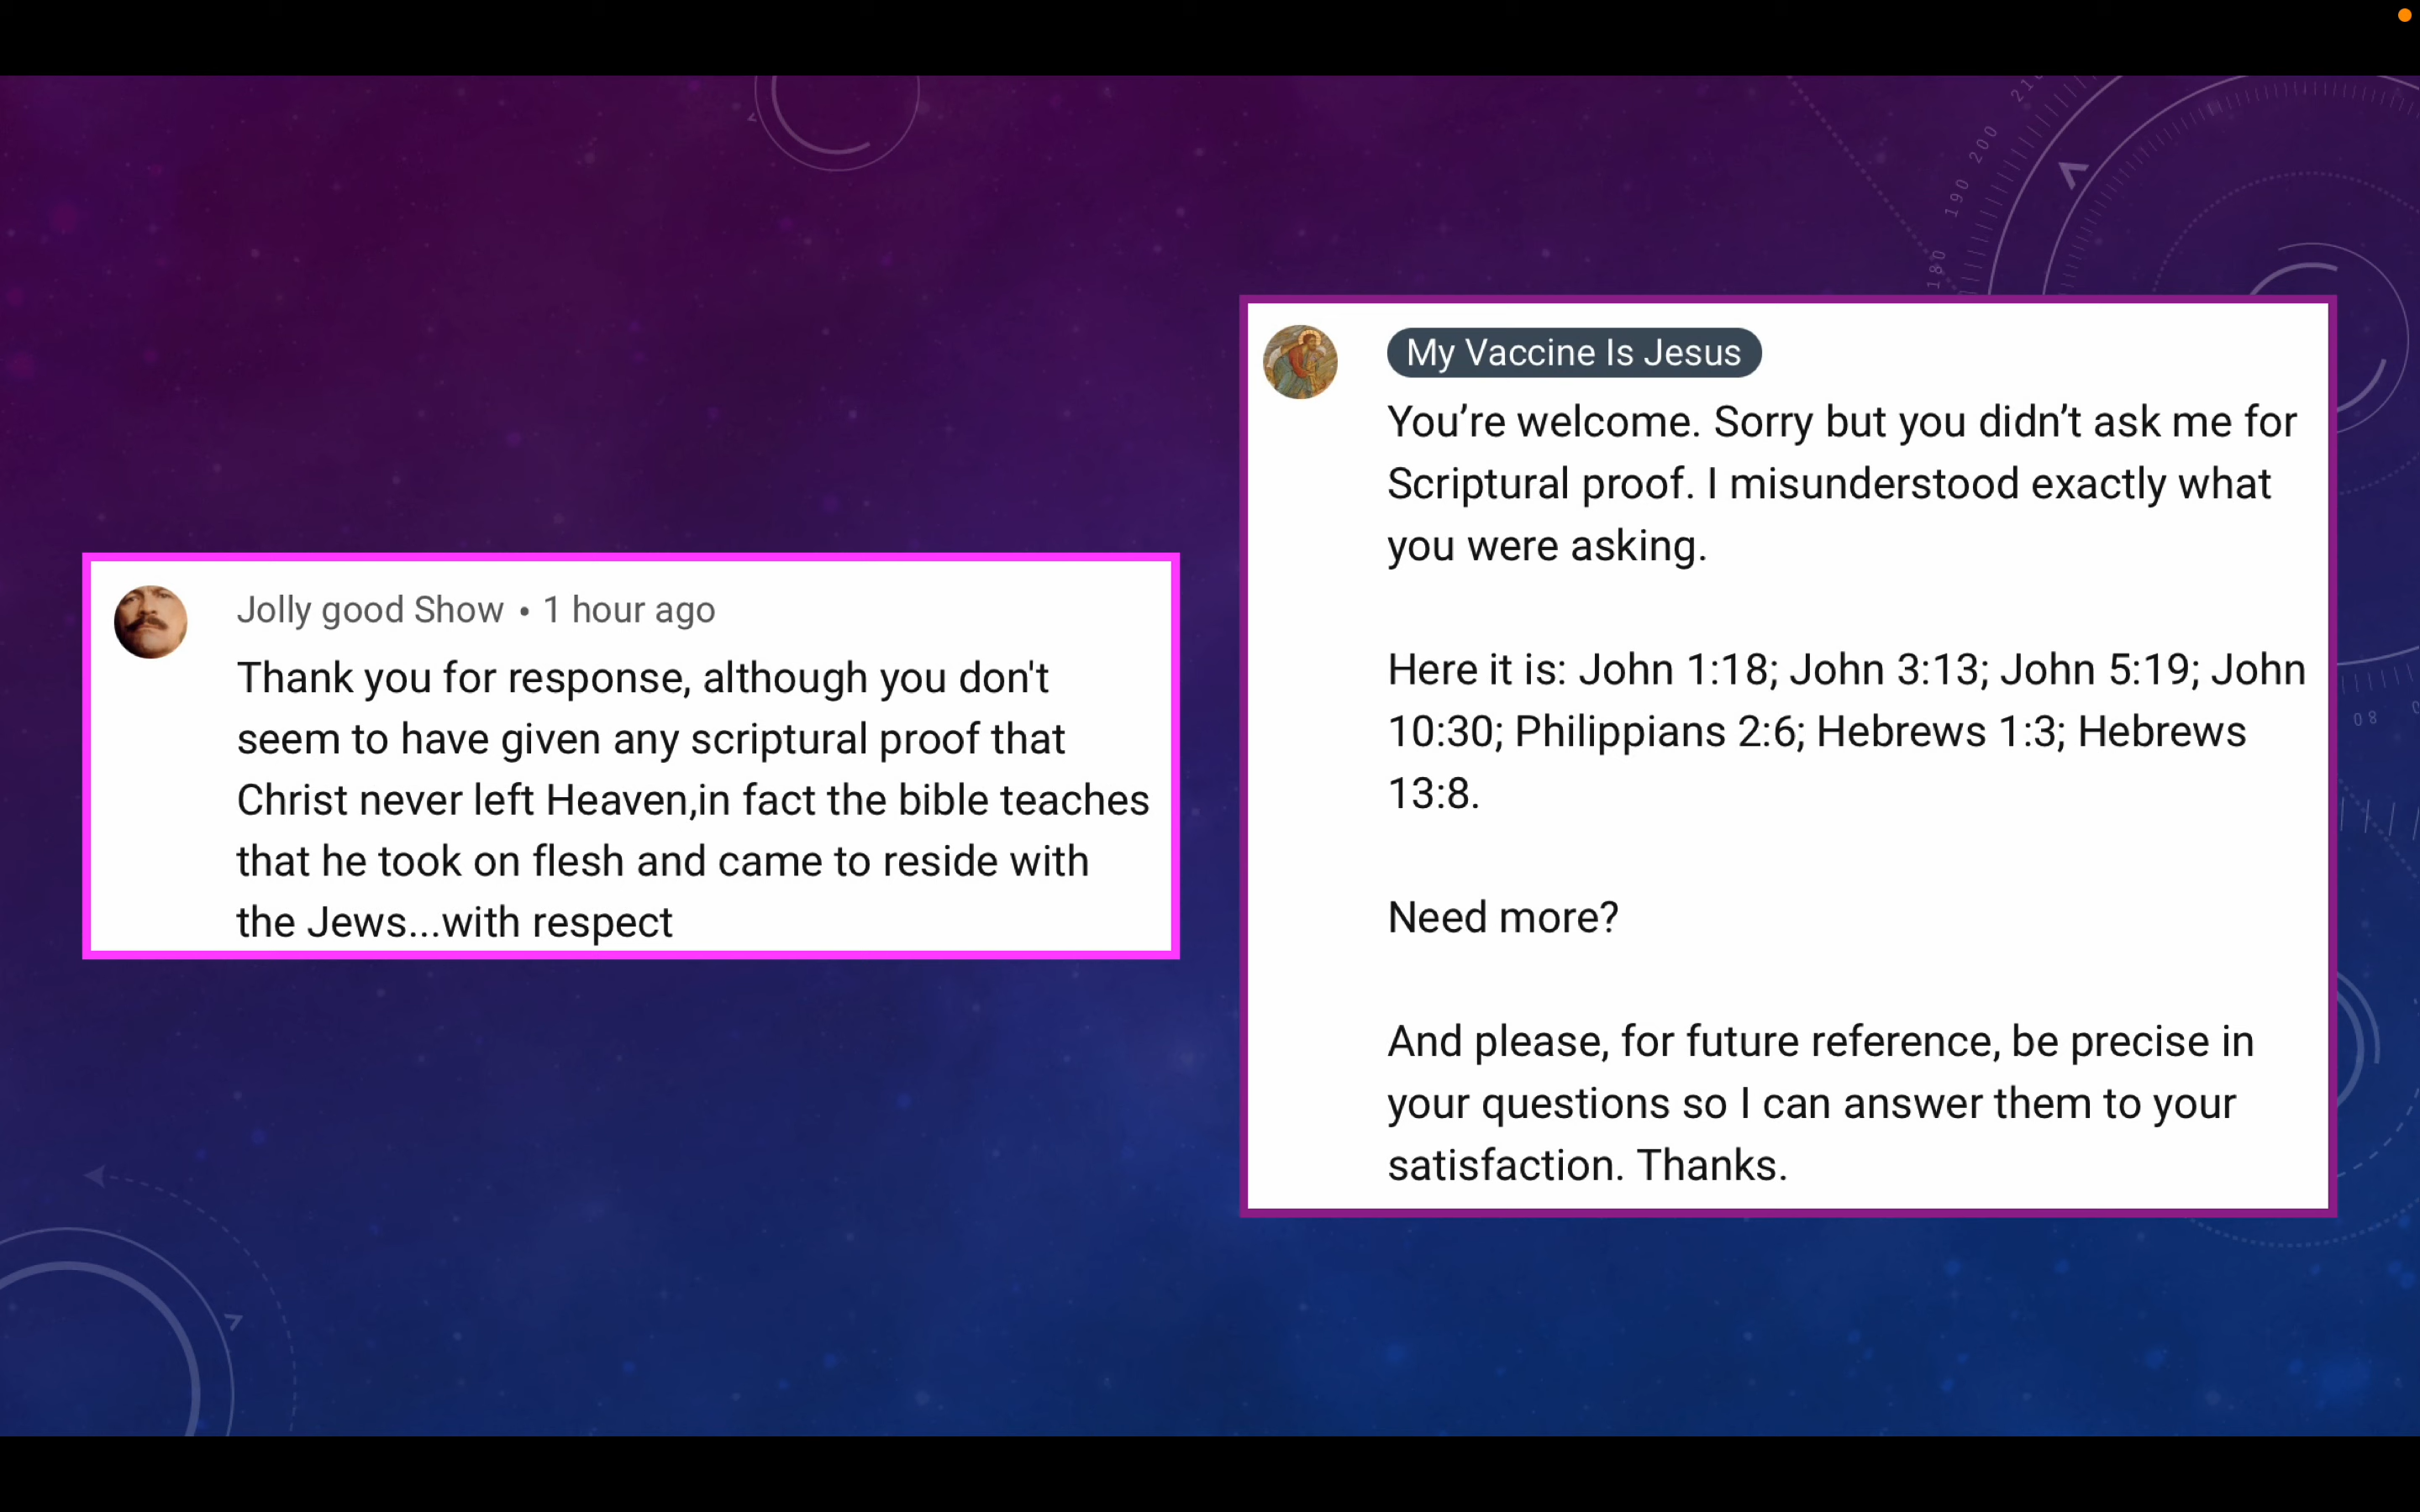 Jolly good Show • 1 hour ago
Thank you for response, although you don't
seem to have given any scriptural proof that
Christ never left Heaven,in fact the bible teaches
that he took on flesh and came to reside with
the Jews...with respect
My Vaccine Is Jesus
You’re welcome. Sorry but you didn’t ask me for
Scriptural proof. I misunderstood exactly what
you were asking.
Here it is: John 1:18; John 3:13; John 5:19; John
10:30; Philippians 2:6; Hebrews 1:3; Hebrews
13:8.
Need more?
And please, for future reference, be precise in
your questions so I can answer them to your
satisfaction. Thanks.
180
190
200
80